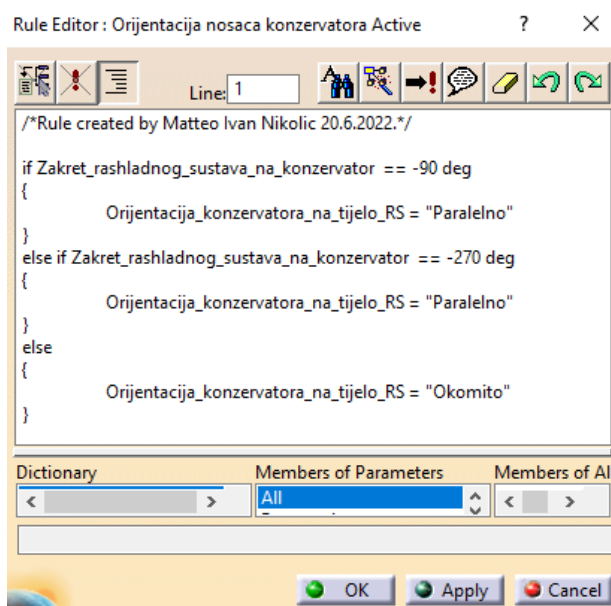 Rule Editor : Orijentacija nosaca konzervatora Active ? X
Line: 1
/*Rule created by Matteo Ivan Nikolic 20.6.2022.*/
if Zakret_rashladnog_sustava_na_konzervator == -90 deg
{
Orijentacija_konzervatora_na_tijelo_RS = "Paralelno"
}
else if Zakret_rashladnog_sustava_na_konzervator == -270 deg
{
Orijentacija_konzervatora_na_tijelo_RS = "Paralelno"
}
else
{
Orijentacija_konzervatora_na_tijelo_RS = "Okomito"
}
Dictionary Members of Parameters Members of Al
All
OK Apply Cancel